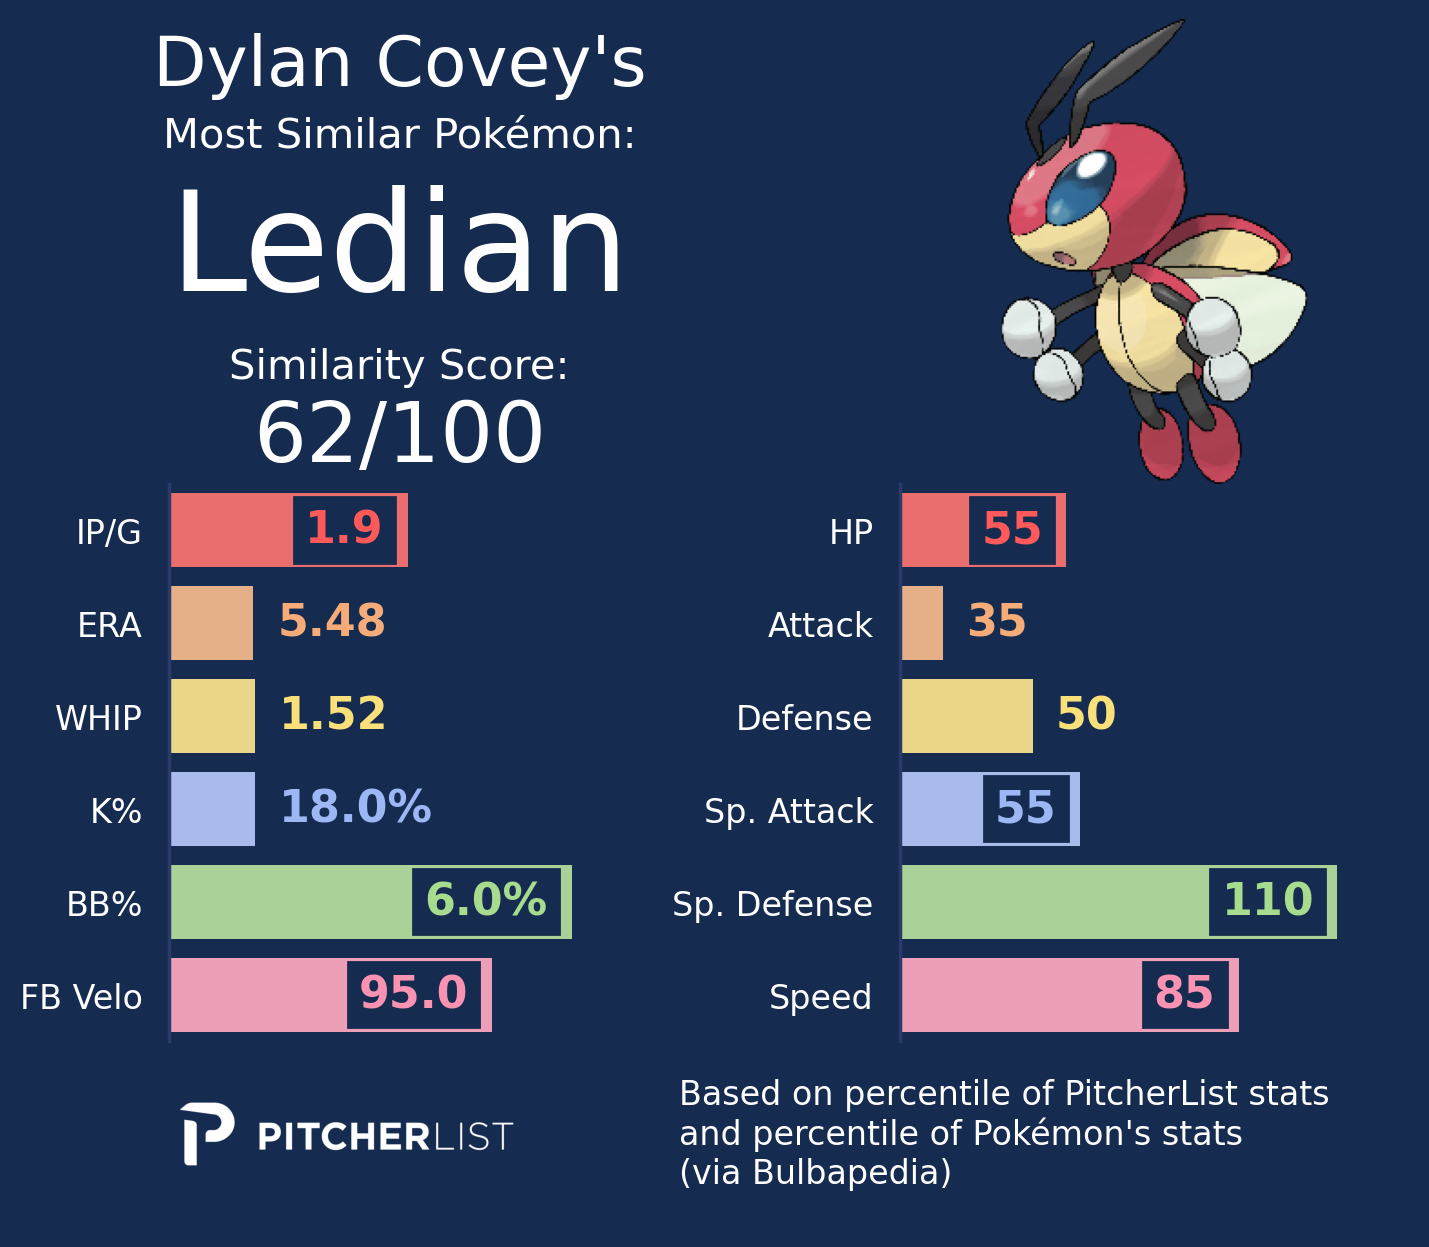 Dylan Covey's
Most Similar Pokémon:
Ledian
Similarity Score:
62/100
IP/G 1.9
ERA 5.48
WHIP 1.52
K% 18.0%
BB% 6.0%
FB Velo 95.0
HP 55
Attack 35
Defense 50
Sp. Attack 55
Sp. Defense 110
Speed 85
PITCHERLIST
Based on percentile of PitcherList stats
and percentile of Pokémon's stats
(via Bulbapedia)